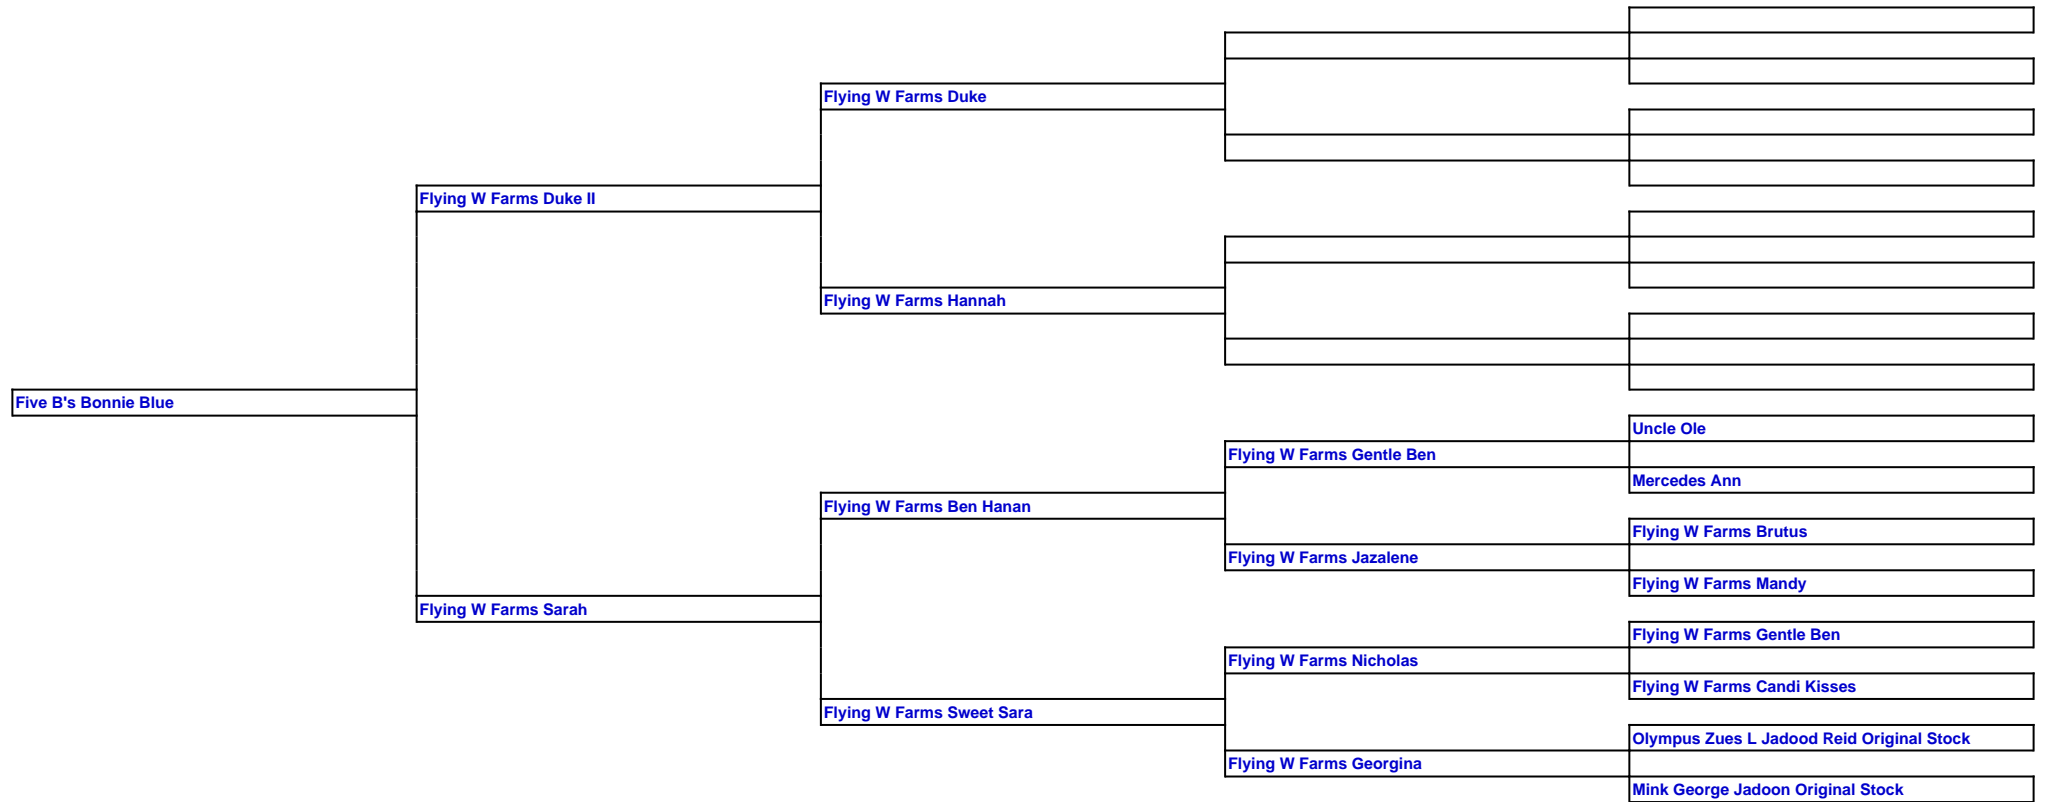 Flying W Farms Duke
Flying W Farms Duke II
Flying W Farms Hannah
Five B's Bonnie Blue
Uncle Ole
Flying W Farms Gentle Ben
Mercedes Ann
Flying W Farms Ben Hanan
Flying W Farms Brutus
Flying W Farms Jazalene
Flying W Farms Mandy
Flying W Farms Sarah
Flying W Farms Gentle Ben
Flying W Farms Nicholas
Flying W Farms Candi Kisses
Flying W Farms Sweet Sara
Olympus Zues L Jadood Reid Original Stock
Flying W Farms Georgina
Mink George Jadoon Original Stock